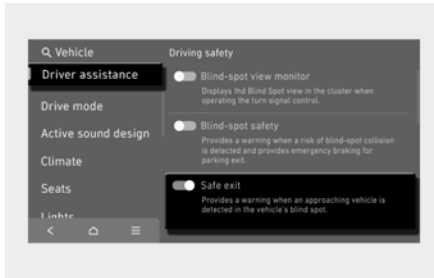 Vehicle
Driving safety
Driver assistance
Blind-spot view monitor
Displays thd Blind Spot view in the cluster when
operating the turn signal control.
Drive mode
Blind-spot safety
Active sound design
Provides a warning when a risk of blind-spot collision
is detected and provides emergency braking for
parking exit.
Climate
Seats
Safe exit
Provides a warning when an approaching vehicle is
detected in the vehicle's blind spot.
Lights